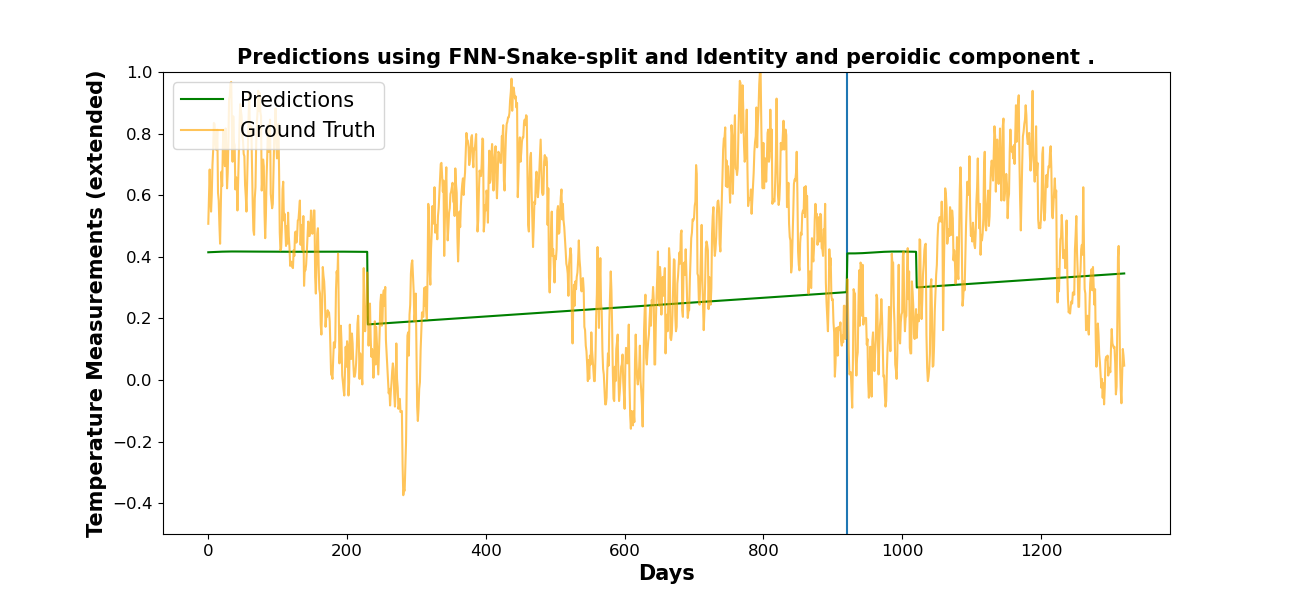 Predictions using FNN-Snake-split and Identity and peroidic component .
Temperature Measurements (extended)
1.0
0.8
0.6
0.4
0.2
0.0
−0.2
−0.4
Predictions
Ground Truth
0 200 400 600 800 1000 1200
Days